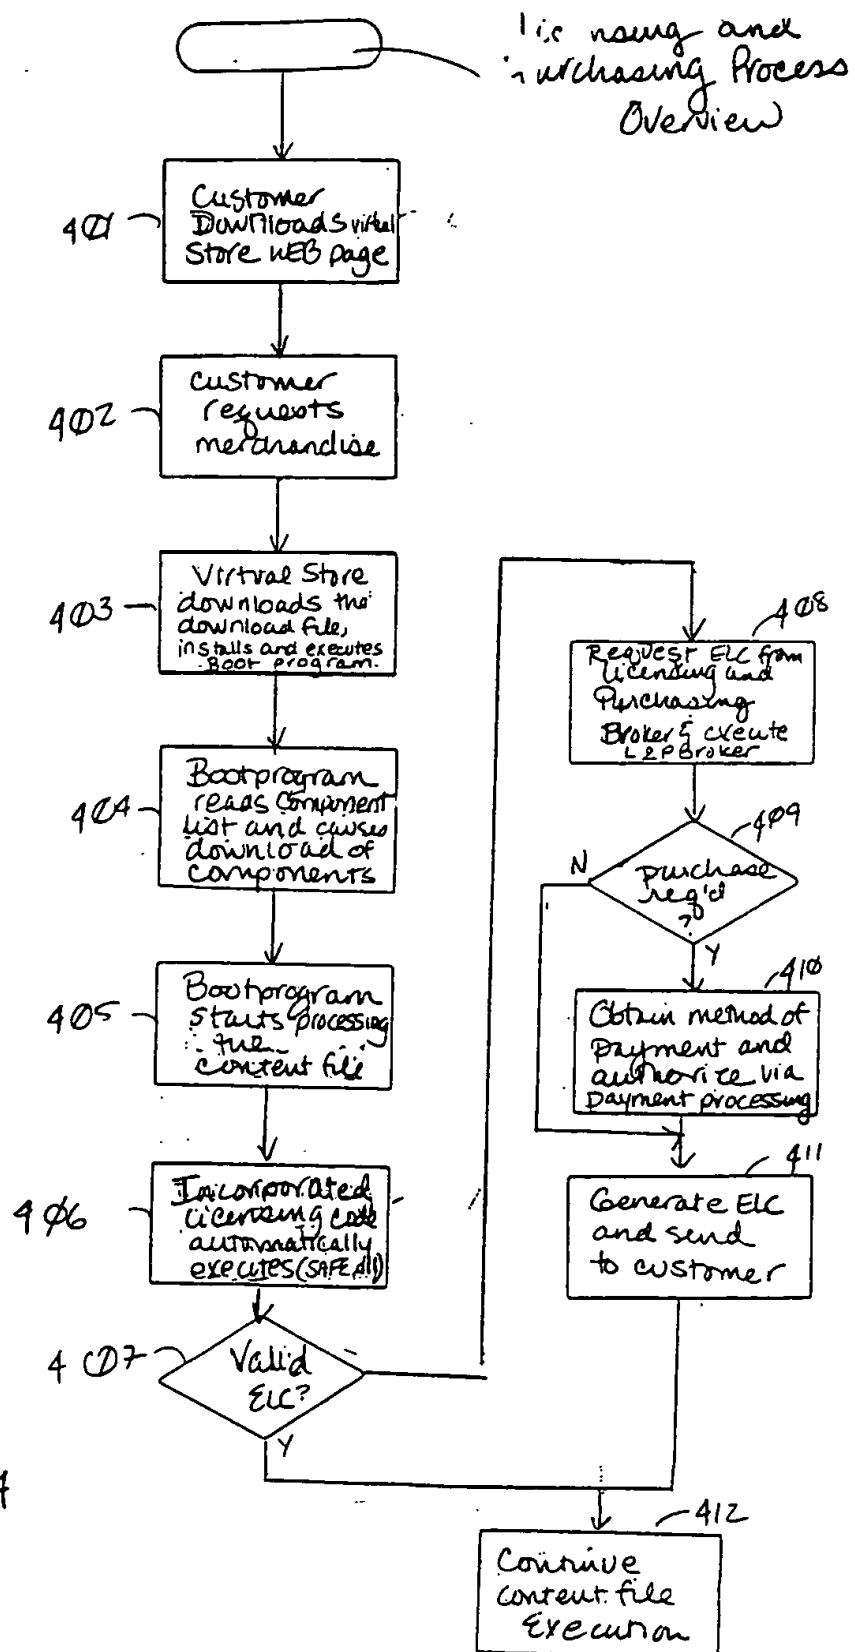 Purchasing Process
Overview
401
Customer
Downloads virtual
Store WEB page
402
customer
requests
merchandise
403
Virtual Store
downloads the
download file,
installs and executes
Boot program.
404
Bootprogram
reads component
list and causes
download of
components
405
Bootprogram
starts processing
the
content file
406
Incorporated
licensing code
automatically
executes (SAFE.dll)
407
Valid
ELC?
Y
408
Request ELC from
licensing and
Purchasing
Broker & execute
L&P Broker
409
purchase
req'd
?
N
Y
410
Obtain method of
payment and
authorize via
payment processing
411
Generate ELC
and send
to customer
412
Continue
content file
Execution